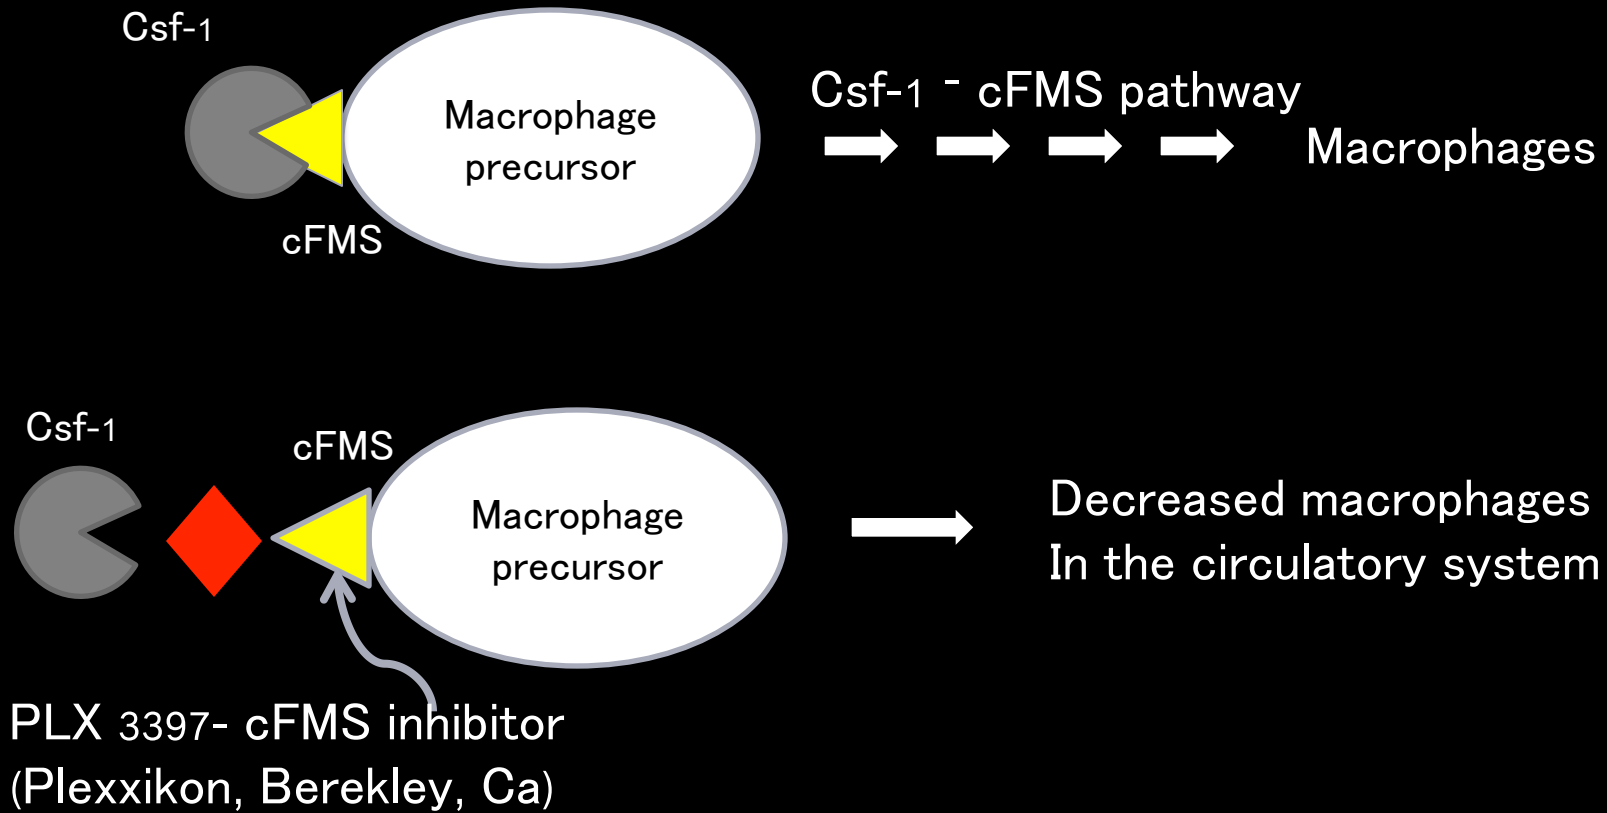 Csf-1
Macrophage
precursor
cFMS
Csf-1 - cFMS pathway
Macrophages
Csf-1
cFMS
Macrophage
precursor
Decreased macrophages
In the circulatory system
PLX 3397- cFMS inhibitor
(Plexxikon, Berekley, Ca)